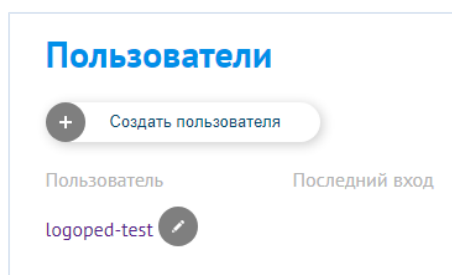 Пользователи
Создать пользователя
Пользователь Последний вход
logoped-test